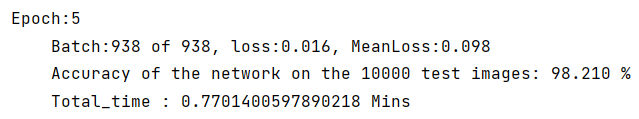 Epoch:5
Batch:938 of 938, loss:0.016, MeanLoss:0.098
Accuracy of the network on the 10000 test images: 98.210 %
Total_time : 0.7701400597890218 Mins